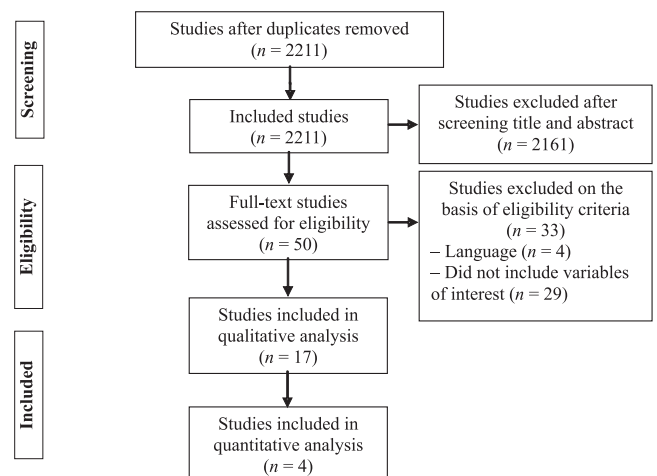 Screening
Studies after duplicates removed
(n = 2211)
Included studies
(n = 2211)
Studies excluded after
screening title and abstract
(n = 2161)
Eligibility
Full-text studies
assessed for eligibility
(n = 50)
Studies excluded on the
basis of eligibility criteria
(n = 33)
– Language (n = 4)
– Did not include variables
of interest (n = 29)
Included
Studies included in
qualitative analysis
(n = 17)
Studies included in
quantitative analysis
(n = 4)